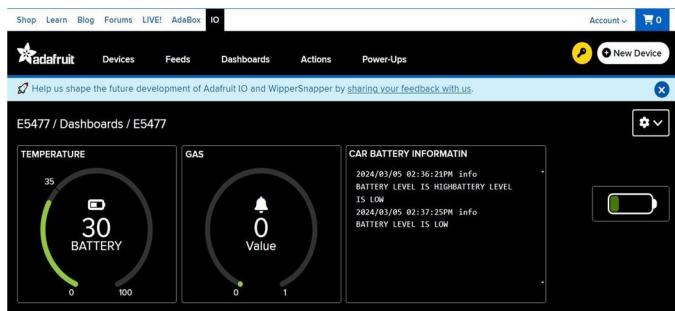 Shop Learn Blog Forums LIVE! AdaBox IO Account 0
adafruit Devices Feeds Dashboards Actions Power-Ups New Device
Help us shape the future development of Adafruit IO and WipperSnapper by sharing your feedback with us.
E5477 / Dashboards / E5477
TEMPERATURE
35
30
BATTERY
0 100
GAS
0
Value
0 1
CAR BATTERY INFORMATIN
2024/03/05 02:36:21PM info
BATTERY LEVEL IS HIGHBATTERY LEVEL
IS LOW
2024/03/05 02:37:25PM info
BATTERY LEVEL IS LOW